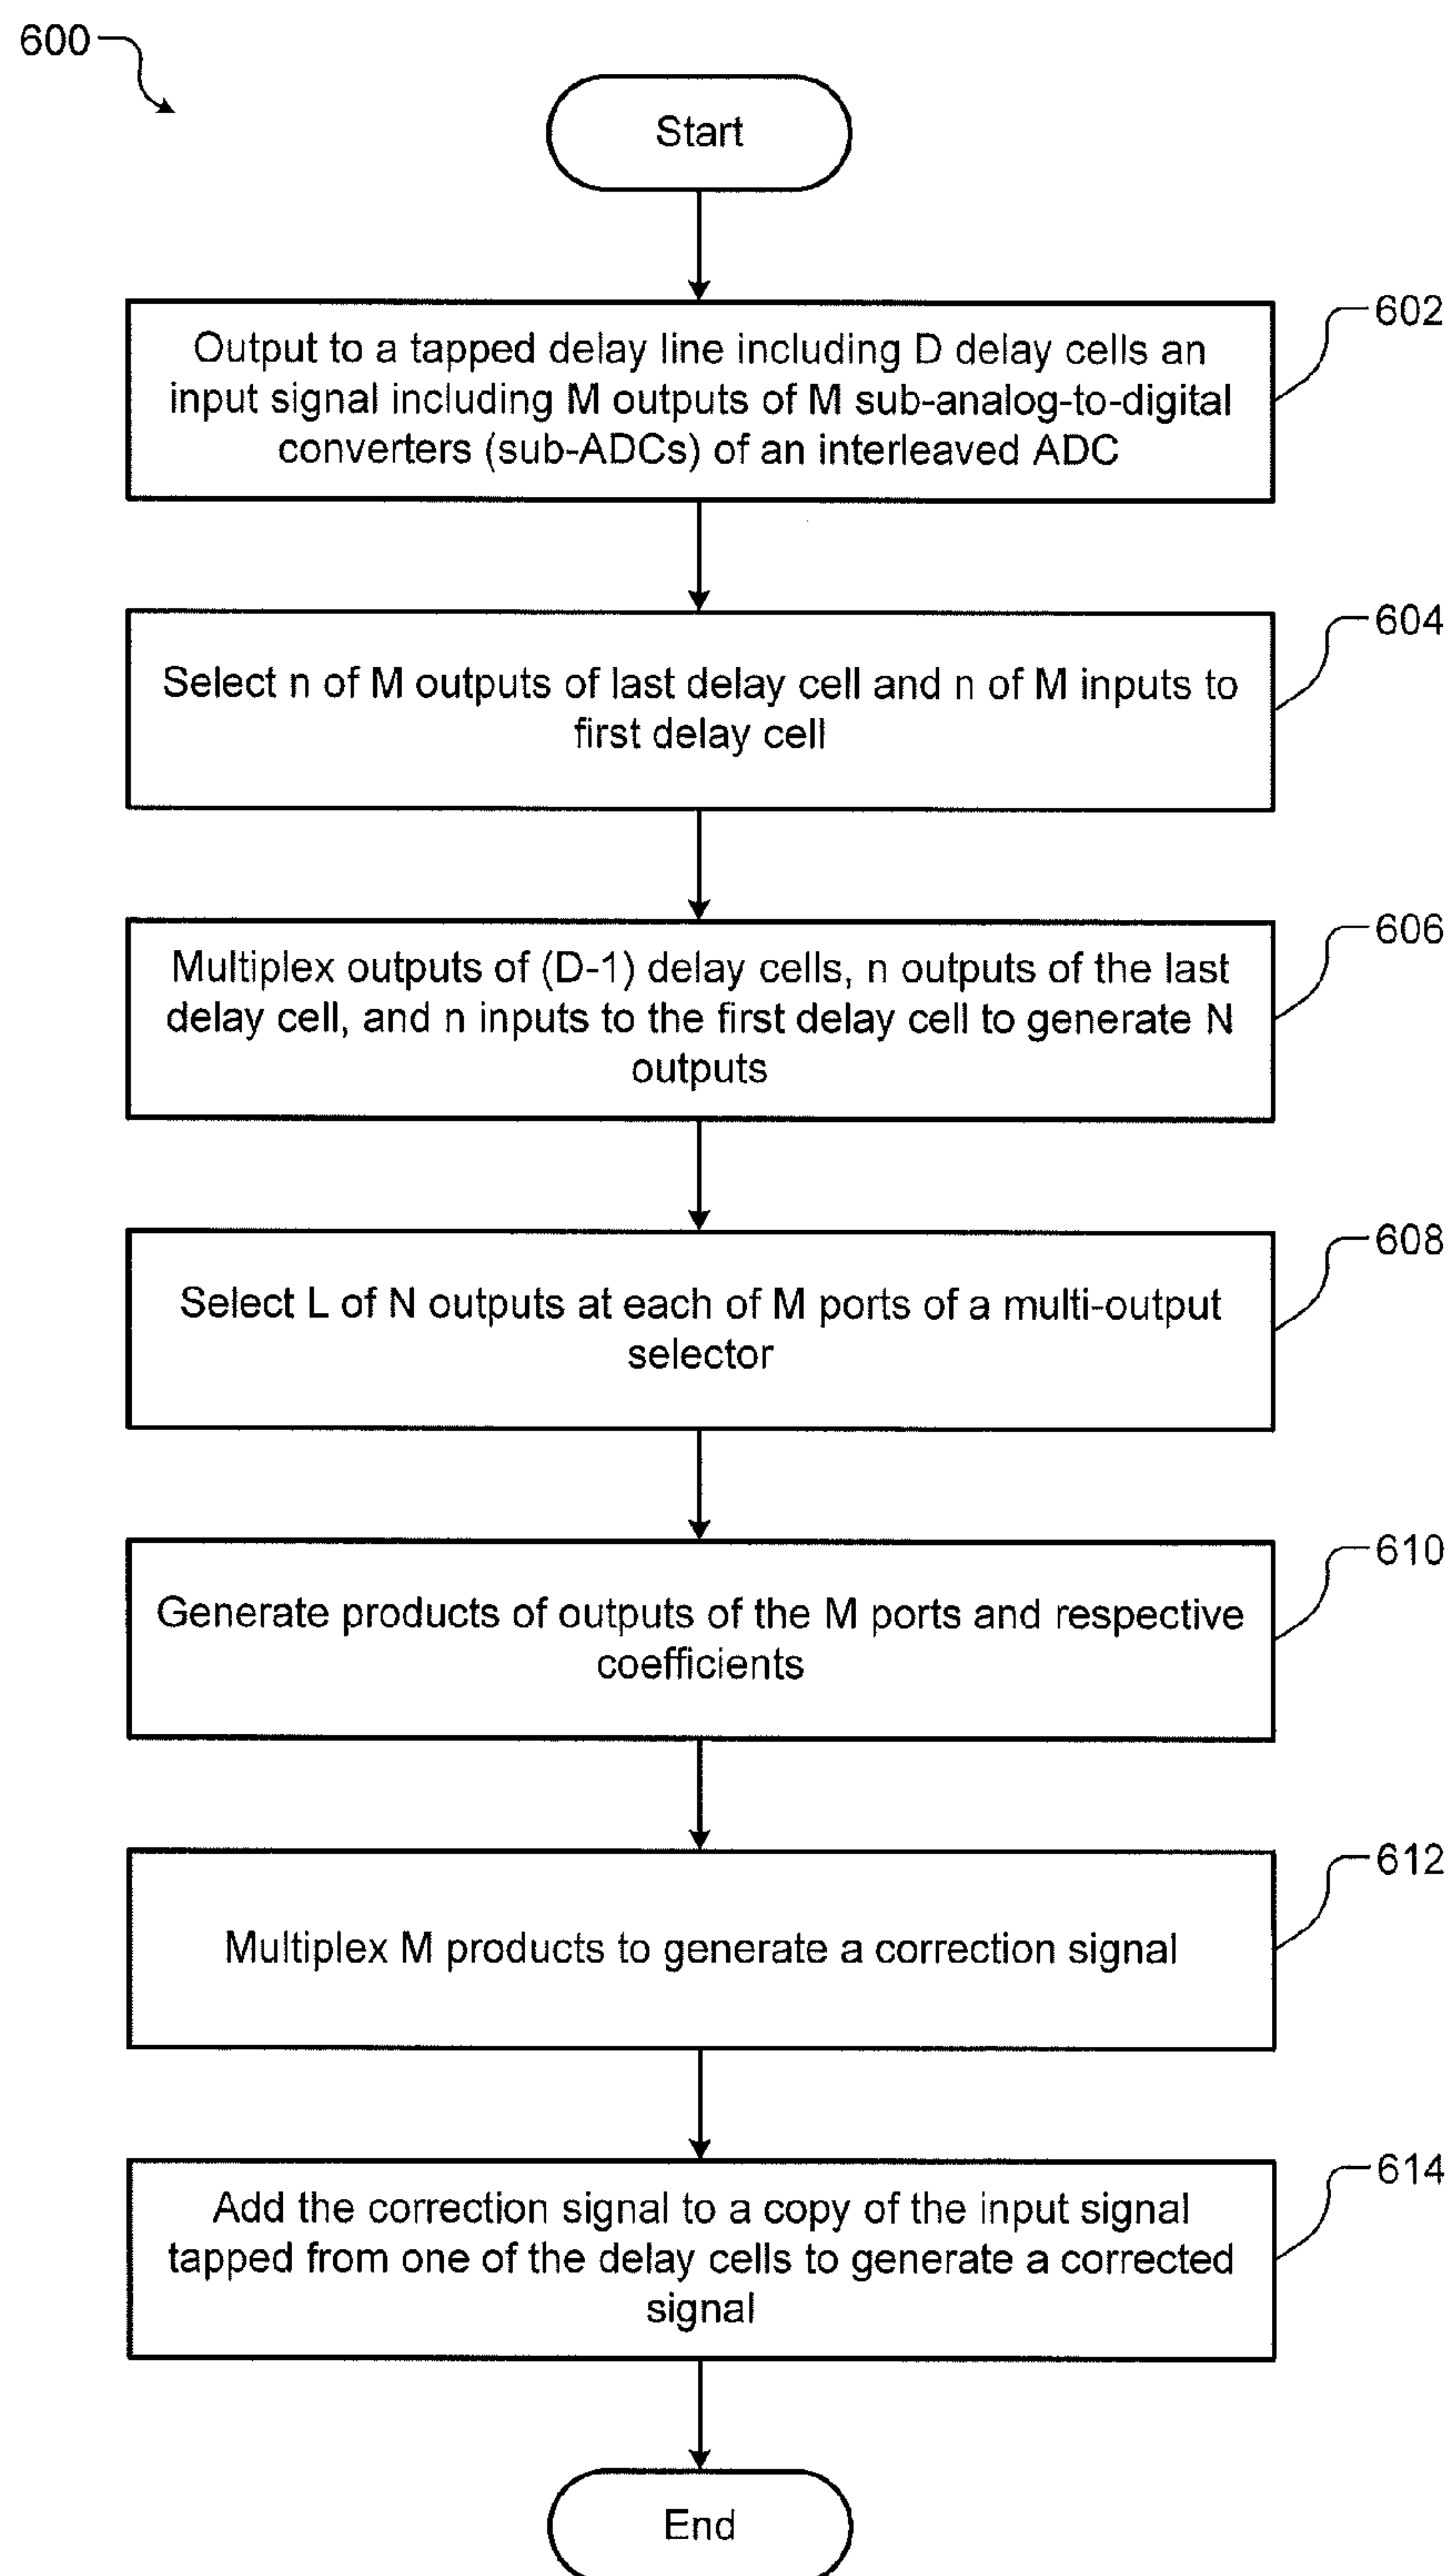 600
Start
602
Output to a tapped delay line including D delay cells an
input signal including M outputs of M sub-analog-to-digital
converters (sub-ADCs) of an interleaved ADC
604
Select n of M outputs of last delay cell and n of M inputs to
first delay cell
606
Multiplex outputs of (D-1) delay cells, n outputs of the last
delay cell, and n inputs to the first delay cell to generate N
outputs
608
Select L of N outputs at each of M ports of a multi-output
selector
610
Generate products of outputs of the M ports and respective
coefficients
612
Multiplex M products to generate a correction signal
614
Add the correction signal to a copy of the input signal
tapped from one of the delay cells to generate a corrected
signal
End